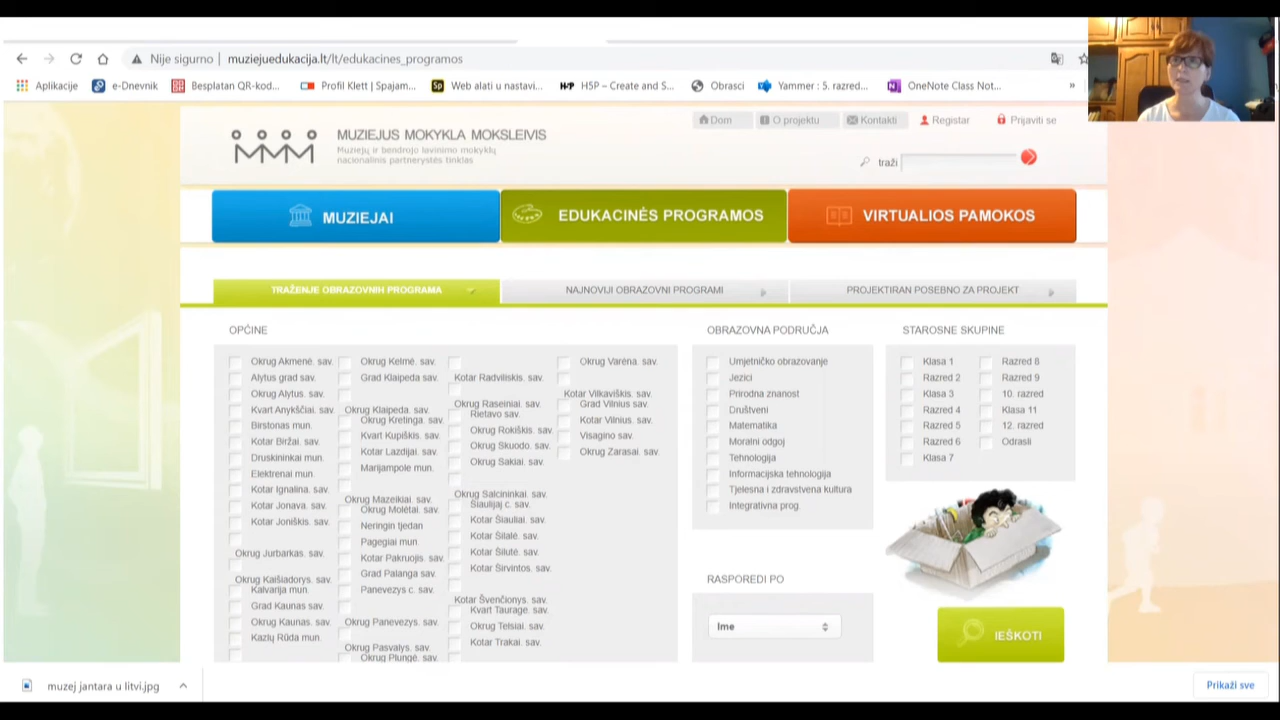 Nije sigurno | muziejuedukacija.lt/lt/edukacines_programos
Aplikacije e-Dnevnik Besplatan QR-kod... Profil Klett | Spajam... Web alati u nastavi... H5P – Create and S... Obrasci Yammer : 5. razred... OneNote Class Not... »
MUZIEJUS MOKYKLA MOKSLEIVIS
Muziejų ir bendrojo lavinimo mokyklų
nacionalinis partnerystės tinklas
Dom O projektu Kontakti Registar Prijaviti se
traži
MUZIEJAI EDUKACINĖS PROGRAMOS VIRTUALIOS PAMOKOS
TRAŽENJE OBRAZOVNIH PROGRAMA NAJNOVIJI OBRAZOVNI PROGRAMI PROJEKTIRAN POSEBNO ZA PROJEKT
OPĆINE
Okrug Akmenė. sav.
Alytus grad sav.
Okrug Alytus. sav.
Kvart Anykščiai. sav.
Birstonas mun.
Kotar Biržai. sav.
Druskininkai mun.
Elektrenai mun.
Kotar Ignalina. sav.
Kotar Jonava. sav.
Kotar Joniškis. sav.
Okrug Jurbarkas. sav.
Okrug Kaišiadorys. sav.
Kalvarija mun.
Grad Kaunas sav.
Okrug Kaunas. sav.
Kazlų Rūda mun.
Okrug Kelmė. sav.
Grad Klaipeda sav.
Okrug Klaipeda. sav.
Okrug Kretinga. sav.
Kvart Kupiškis. sav.
Kotar Lazdijai. sav.
Marijampole mun.
Okrug Mazeikiai. sav.
Okrug Molėtai. sav.
Neringin tjedan
Pagegiai mun.
Kotar Pakruojis. sav.
Grad Palanga sav.
Panevezys c. sav.
Okrug Panevezys. sav.
Okrug Pasvalys. sav.
Okrug Plungė. sav.
Kotar Radviliskis. sav.
Okrug Raseiniai. sav.
Rietavo sav.
Okrug Rokiškis. sav.
Okrug Skuodo. sav.
Okrug Sakiai. sav.
Okrug Salcininkai. sav.
Šiaulijaj c. sav.
Kotar Šiauliai. sav.
Kotar Šilalė. sav.
Kotar Šilutė. sav.
Kotar Širvintos. sav.
Kotar Švenčionys. sav.
Kvart Taurage. sav.
Okrug Telsiai. sav.
Kotar Trakai. sav.
Okrug Varėna. sav.
Kotar Vilkaviškis. sav.
Grad Vilnius sav.
Kotar Vilnius. sav.
Visagino sav.
Okrug Zarasai. sav.
OBRAZOVNA PODRUČJA
Umjetničko obrazovanje
Jezici
Prirodna znanost
Društveni
Matematika
Moralni odgoj
Tehnologija
Informacijska tehnologija
Tjelesna i zdravstvena kultura
Integrativna prog.
STAROSNE SKUPINE
Klasa 1
Razred 2
Klasa 3
Razred 4
Razred 5
Razred 6
Klasa 7
Razred 8
Razred 9
10. razred
Klasa 11
12. razred
Odrasli
RASPOREDI PO
Ime
IEŠKOTI
muzej jantara u litvi.jpg
Prikaži sve